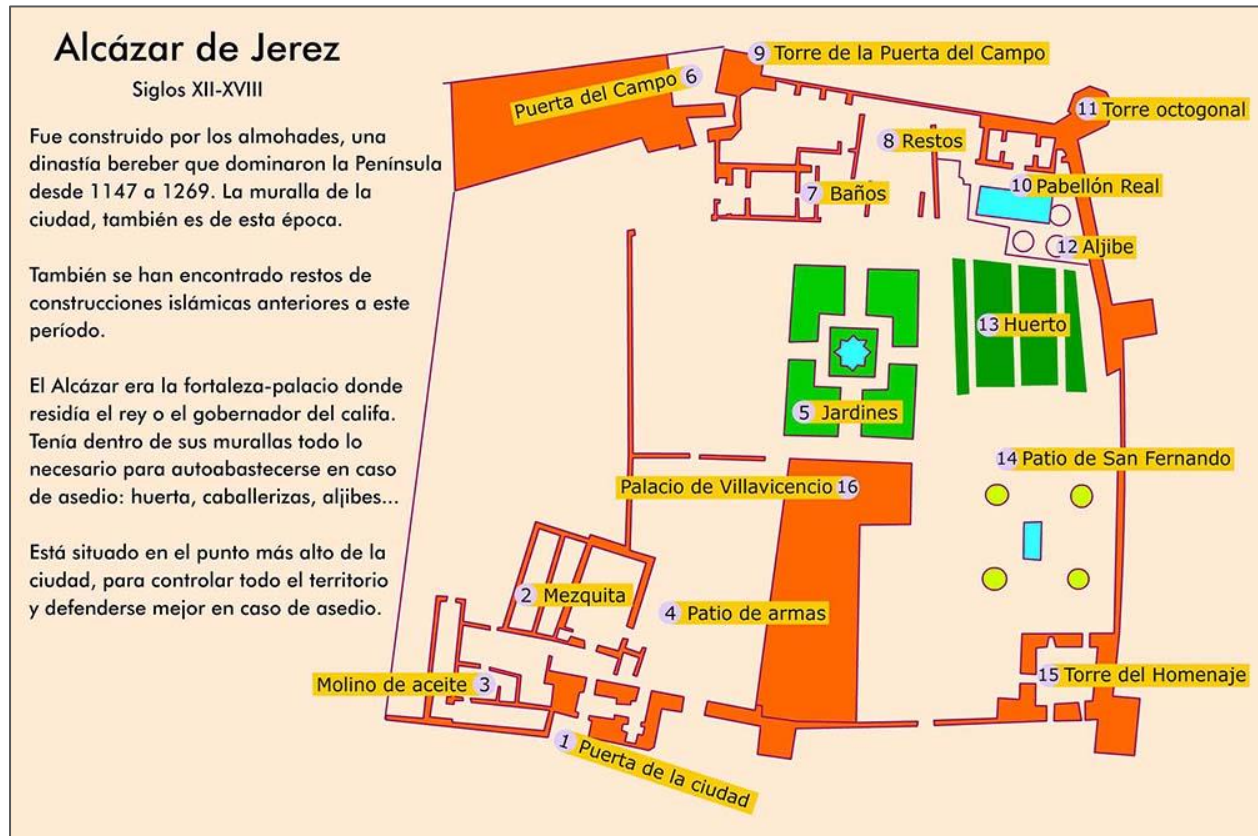 Alcázar de Jerez
Siglos XII-XVIII
Fue construido por los almohades, una
dinastía bereber que dominaron la Península
desde 1147 a 1269. La muralla de la
ciudad, también es de esta época.
También se han encontrado restos de
construcciones islámicas anteriores a este
período.
El Alcázar era la fortaleza-palacio donde
residía el rey o el gobernador del califa.
Tenía dentro de sus murallas todo lo
necesario para autoabastecerse en caso
de asedio: huerta, caballerizas, aljibes...
Está situado en el punto más alto de la
ciudad, para controlar todo el territorio
y defenderse mejor en caso de asedio.
9 Torre de la Puerta del Campo
Puerta del Campo 6
11 Torre octogonal
8 Restos
10 Pabellón Real
7 Baños
12 Aljibe
13 Huerto
5 Jardines
14 Patio de San Fernando
Palacio de Villavicencio 16
2 Mezquita
4 Patio de armas
Molino de aceite 3
15 Torre del Homenaje
1 Puerta de la ciudad